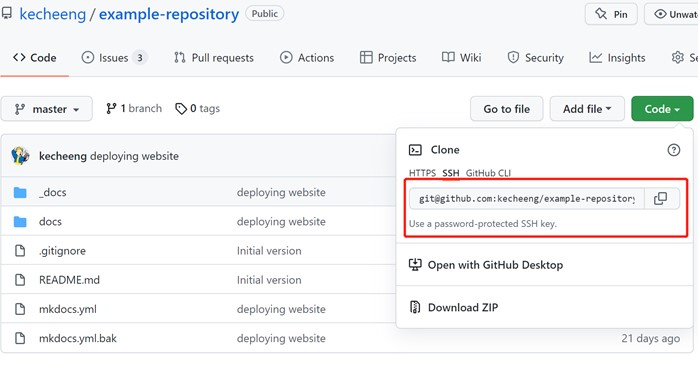 kecheeng / example-repository Public Pin
Code Issues 3 Pull requests Actions Projects Wiki Security Insights
master 1 branch 0 tags Go to file Add file Code
kecheeng deploying website
Clone
HTTPS SSH GitHub CLI
_docs deploying website
git@github.com:kecheeng/example-repository
docs deploying website
Use a password-protected SSH key.
.gitignore Initial version
Open with GitHub Desktop
README.md Initial version
mkdocs.yml deploying website
Download ZIP
mkdocs.yml.bak deploying website 21 days ago